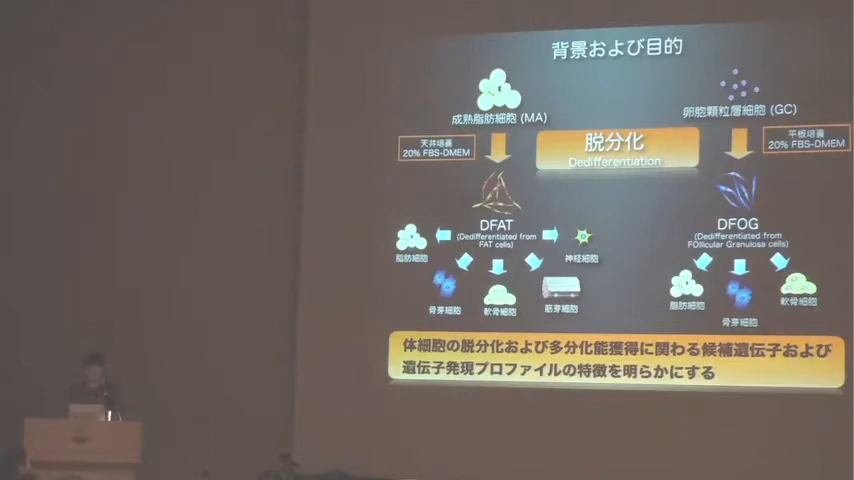 背景および目的
成熟脂肪細胞 (MA)
卵胞顆粒層細胞 (GC)
天井培養
20% FBS-DMEM
脱分化
Dedifferentiation
平板培養
20% FBS-DMEM
DFAT
(Dedifferentiated from
FAT cells)
DFOG
(Dedifferentiated from
FOllicular Granulosa cells)
脂肪細胞
神経細胞
骨芽細胞
軟骨細胞
筋芽細胞
脂肪細胞
骨芽細胞
軟骨細胞
体細胞の脱分化および多分化能獲得に関わる候補遺伝子および
遺伝子発現プロファイルの特徴を明らかにする